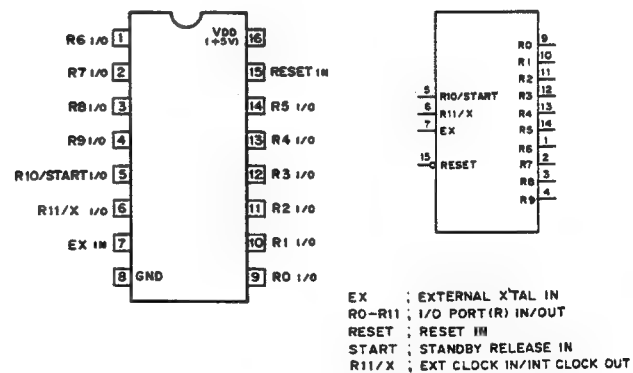 R6 I/O 1
R7 I/O 2
R8 I/O 3
R9 I/O 4
R10/START I/O 5
R11/X I/O 6
EX IN 7
8 GND
VDD 16
(+5V)
15 RESET IN
14 R5 I/O
13 R4 I/O
12 R3 I/O
11 R2 I/O
10 R1 I/O
9 R0 I/O
5 R10/START
6 R11/X
7 EX
15 RESET
R0 9
R1 10
R2 11
R3 12
R4 13
R5 14
R6 1
R7 2
R8 3
R9 4
EX ; EXTERNAL X'TAL IN
R0-R11 ; I/O PORT(R) IN/OUT
RESET ; RESET IN
START ; STANDBY RELEASE IN
R11/X ; EXT CLOCK IN/INT CLOCK OUT